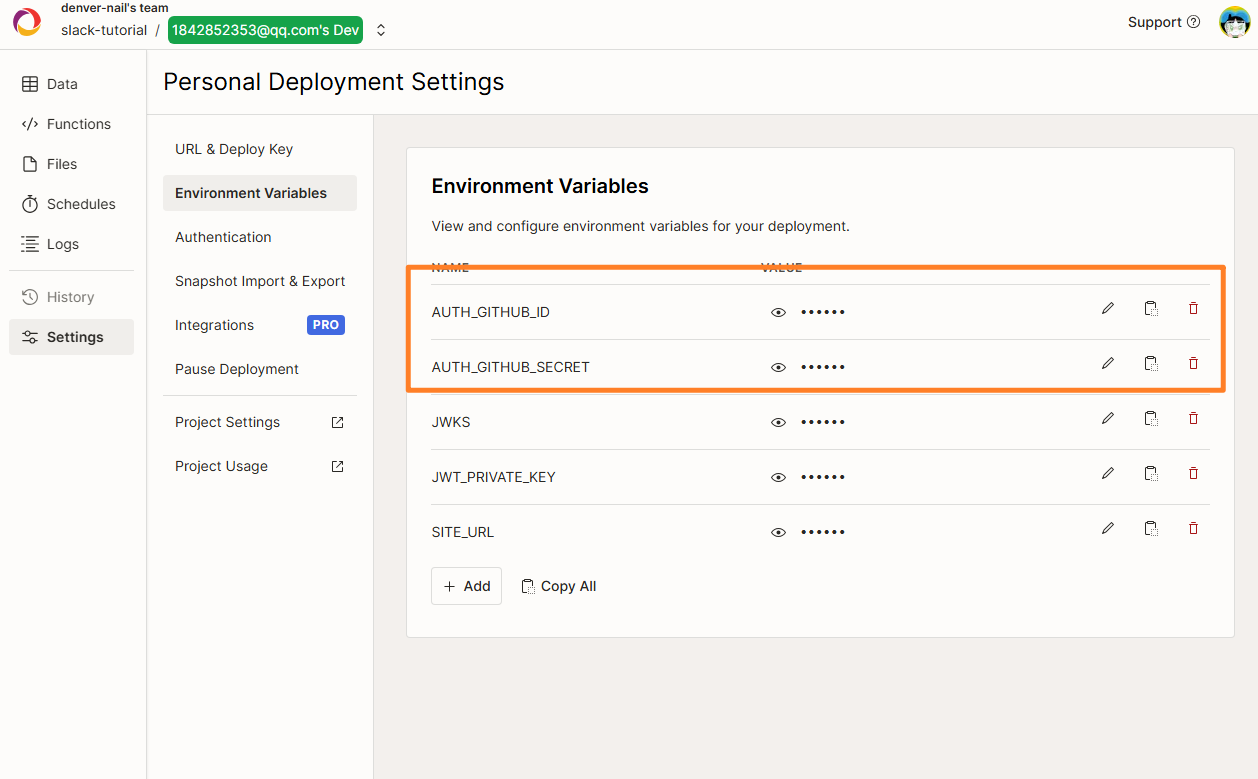 denver-nail's team
slack-tutorial / 1842852353@qq.com's Dev
Support
Data
Functions
Files
Schedules
Logs
History
Settings
Personal Deployment Settings
URL & Deploy Key
Environment Variables
Authentication
Snapshot Import & Export
Integrations PRO
Pause Deployment
Project Settings
Project Usage
Environment Variables
View and configure environment variables for your deployment.
NAME VALUE
AUTH_GITHUB_ID ••••••
AUTH_GITHUB_SECRET ••••••
JWKS ••••••
JWT_PRIVATE_KEY ••••••
SITE_URL ••••••
+ Add Copy All